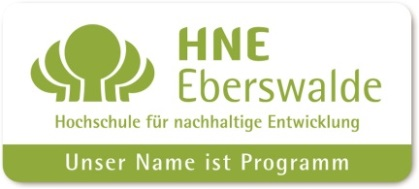 HNE
Eberswalde
Hochschule für nachhaltige Entwicklung
Unser Name ist Programm